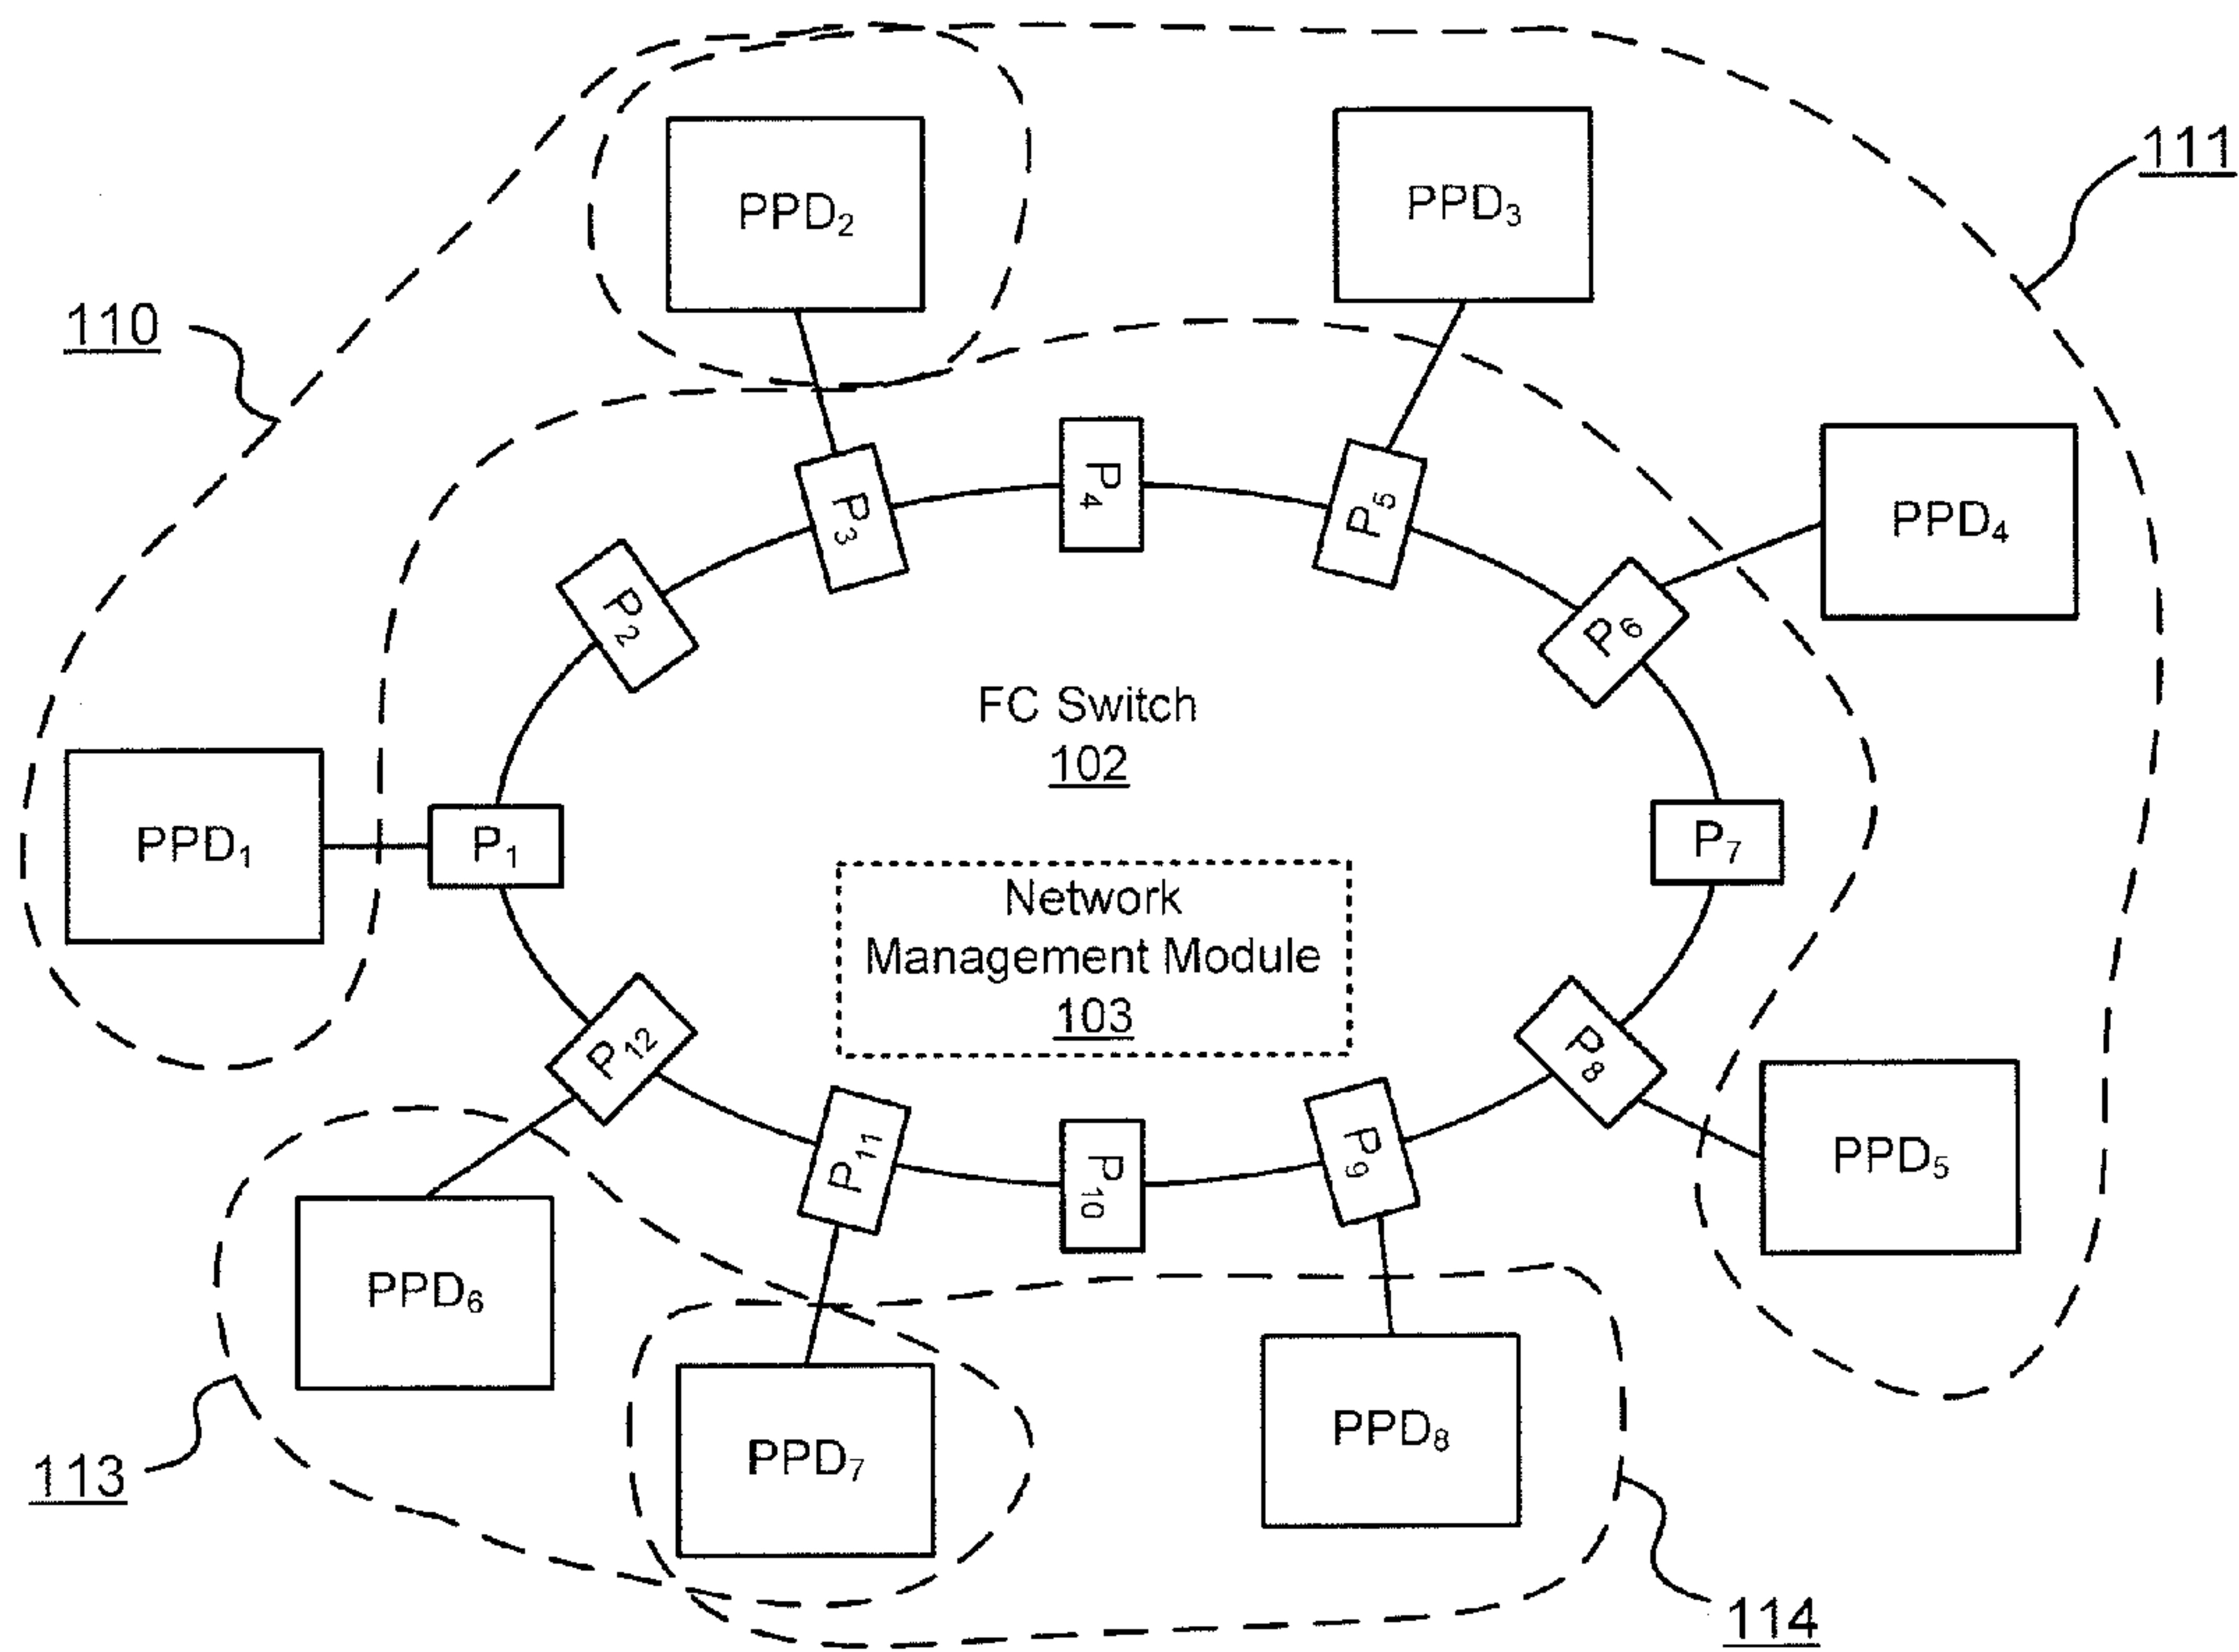 111
PPD₂
PPD₃
110
PPD₄
P₃
P₄
P₅
P₂
P₆
FC Switch
102
PPD₁
P₁
P₇
Network
Management Module
103
P₁₂
P₈
P₁₁
P₁₀
P₉
PPD₅
PPD₆
PPD₇
PPD₈
113
114